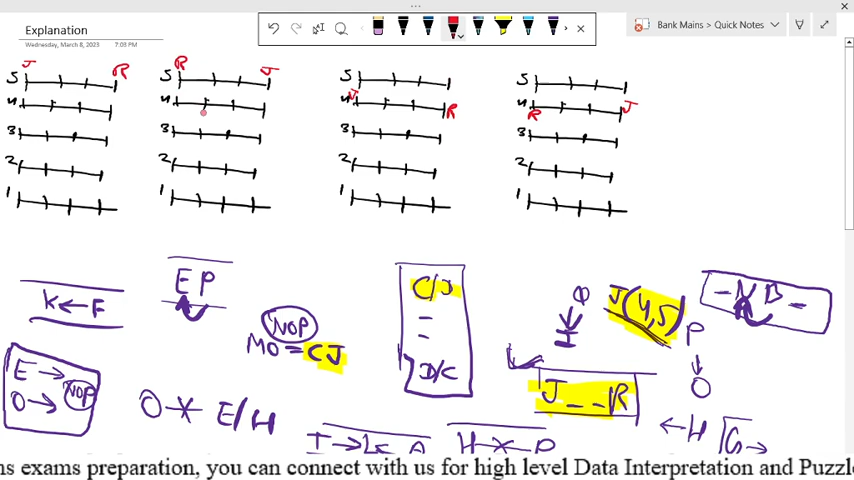 Explanation
Wednesday, March 8, 2023 7:03 PM
Bank Mains > Quick Notes
J R R J
5 5 5 5
4 4 J R 4 R J
3 3 3 3
2 2 2 2
1 1 1 1
K ← F
E P
NOP
MO = CJ
C/J
D/C
J(4,5)
P
↓
O
- N B -
E → NOP
O →
O ✗ E/H
J _ _ R
← H G →
ns exams preparation, you can connect with us for high level Data Interpretation and Puzzle